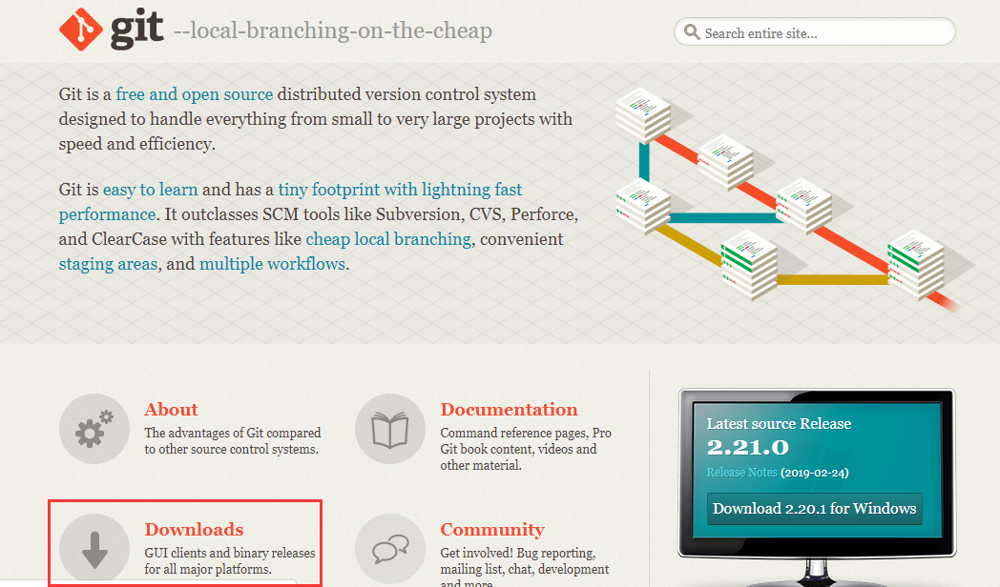 git --local-branching-on-the-cheap
Search entire site...
Git is a free and open source distributed version control system
designed to handle everything from small to very large projects with
speed and efficiency.
Git is easy to learn and has a tiny footprint with lightning fast
performance. It outclasses SCM tools like Subversion, CVS, Perforce,
and ClearCase with features like cheap local branching, convenient
staging areas, and multiple workflows.
About
The advantages of Git compared
to other source control systems.
Documentation
Command reference pages, Pro
Git book content, videos and
other material.
Downloads
GUI clients and binary releases
for all major platforms.
Community
Get involved! Bug reporting,
mailing list, chat, development
and more.
Latest source Release
2.21.0
Release Notes (2019-02-24)
Download 2.20.1 for Windows